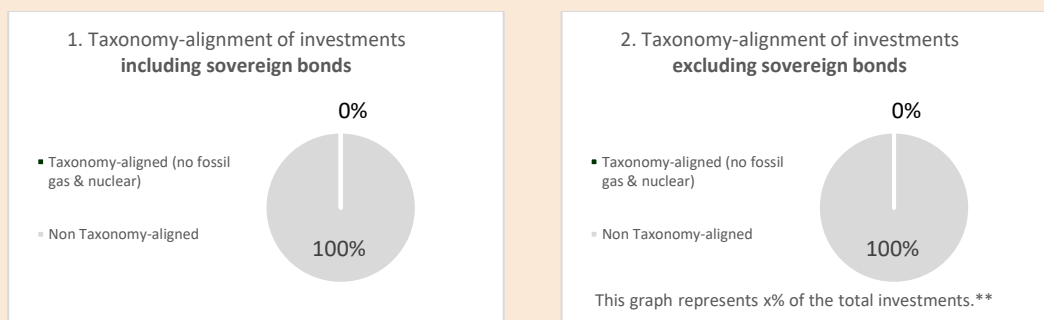 1. Taxonomy-alignment of investments
including sovereign bonds
0%
Taxonomy-aligned (no fossil
gas & nuclear)
Non Taxonomy-aligned
100%
2. Taxonomy-alignment of investments
excluding sovereign bonds
0%
Taxonomy-aligned (no fossil
gas & nuclear)
Non Taxonomy-aligned
100%
This graph represents x% of the total investments.**